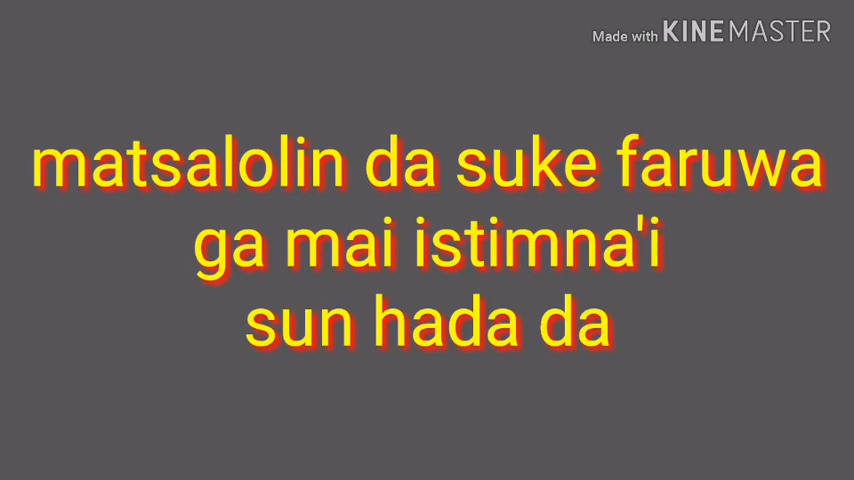 Made with KINEMASTER
matsalolin da suke faruwa
ga mai istimna'i
sun hada da